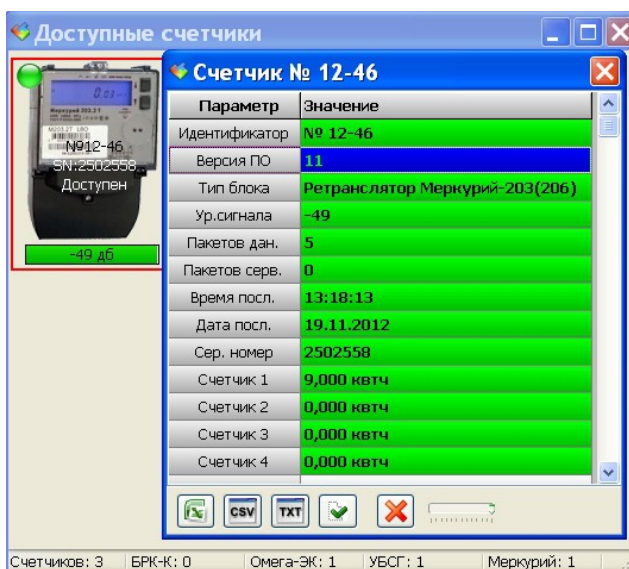 Доступные счетчики
Счетчик № 12-46
Параметр Значение
Идентификатор № 12-46
Версия ПО 11
Тип блока Ретранслятор Меркурий-203(206)
Ур.сигнала -49
Пакетов дан. 5
Пакетов серв. 0
Время посл. 13:18:13
Дата посл. 19.11.2012
Сер. номер 2502558
Счетчик 1 9,000 квтч
Счетчик 2 0,000 квтч
Счетчик 3 0,000 квтч
Счетчик 4 0,000 квтч
Меркурий 203.2Т
№12-46
SN:2502558
Доступен
-49 дб
CSV
TXT
Счетчиков: 3 БРК-К: 0 Омега-ЭК: 1 УБСГ: 1 Меркурий: 1